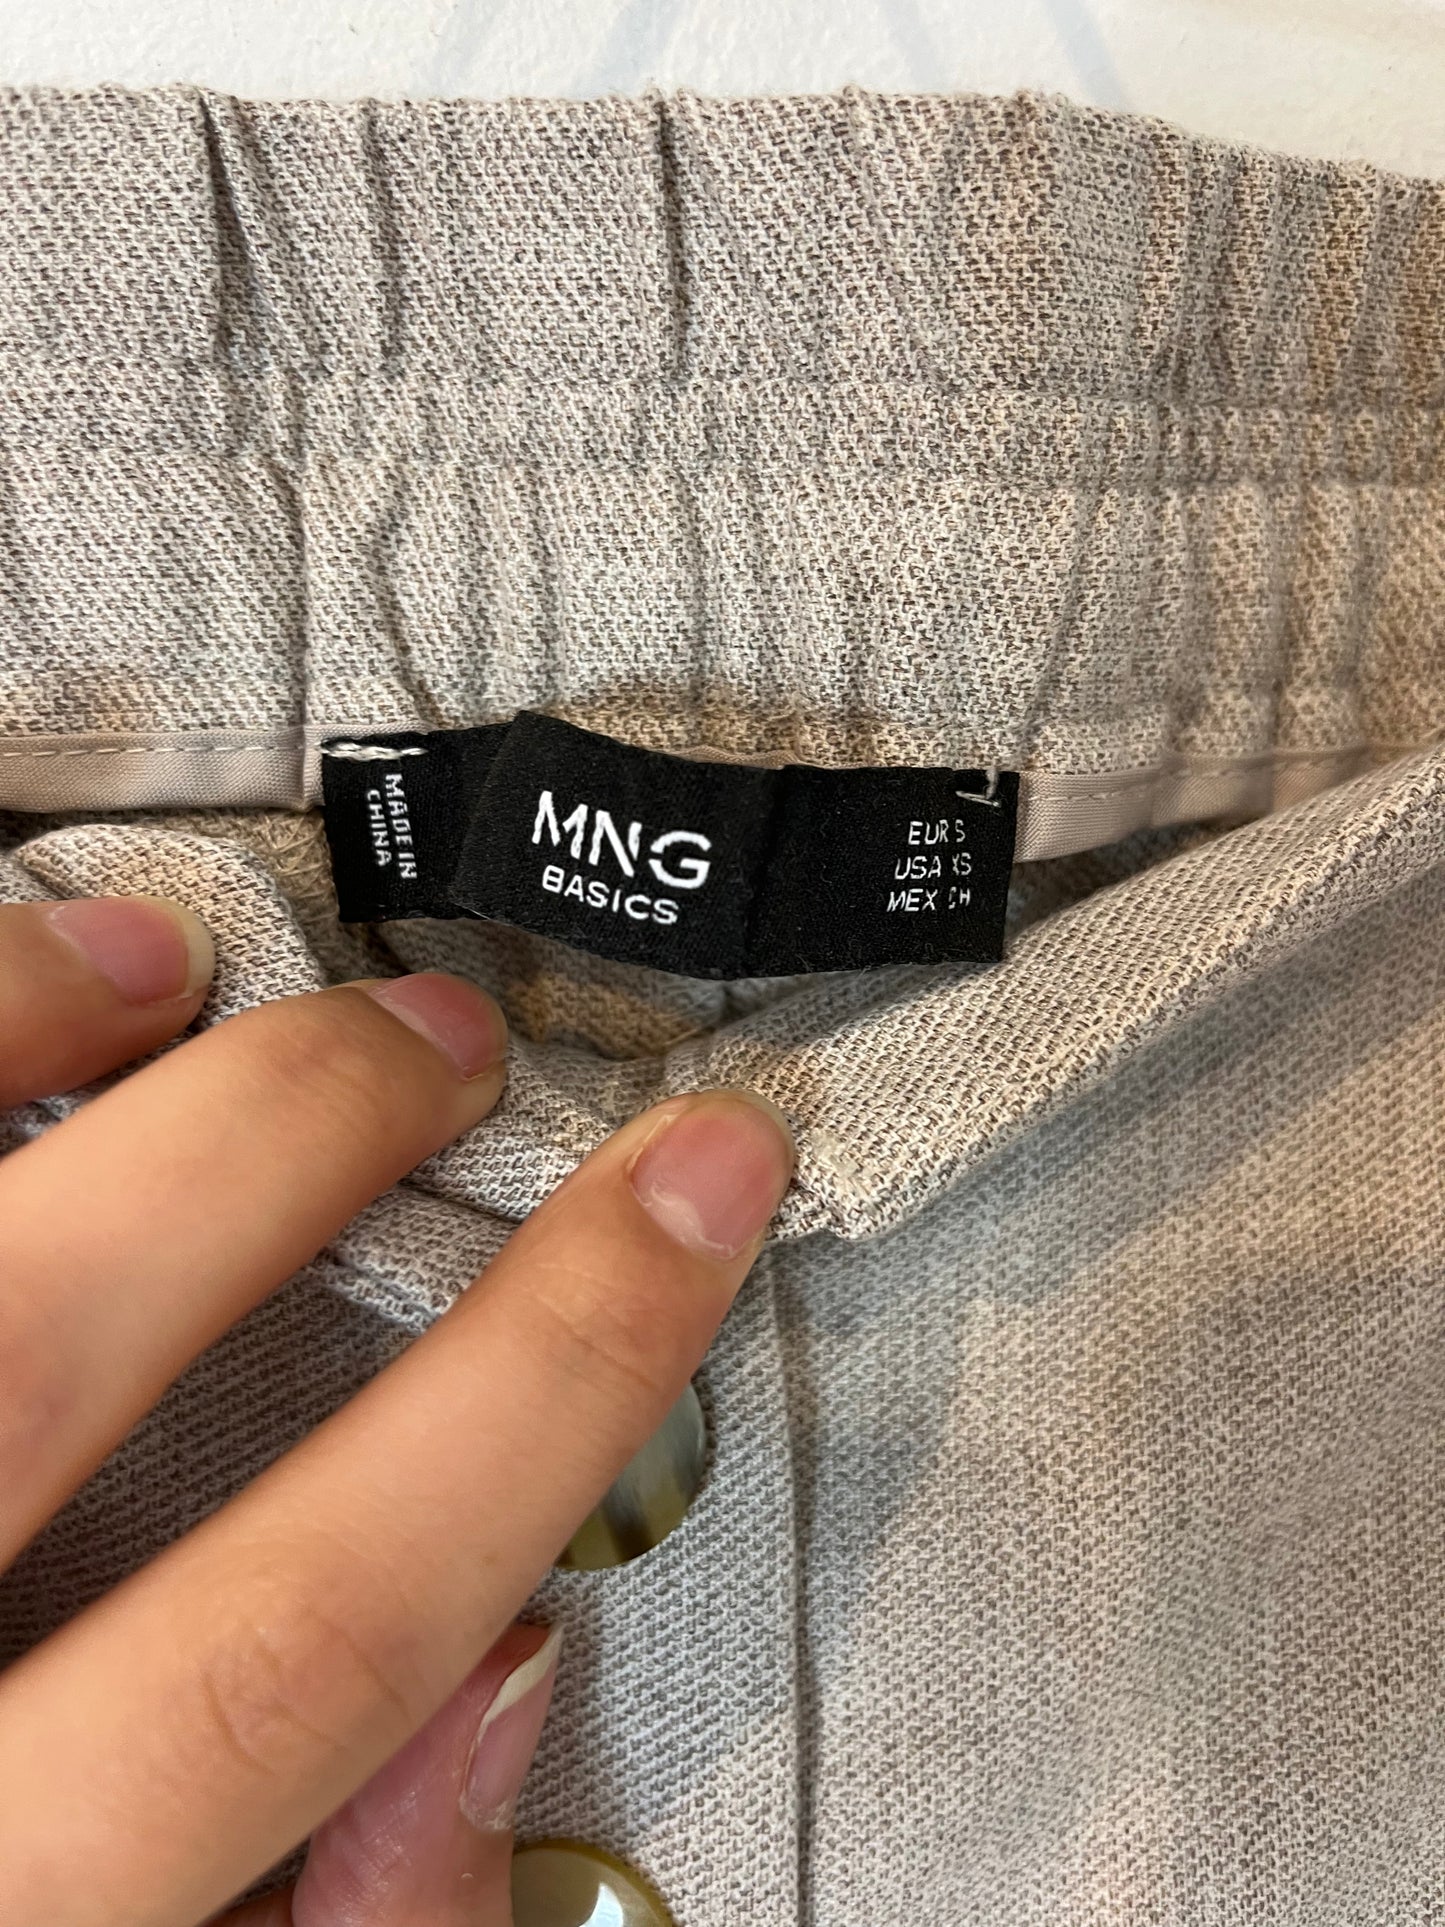 MADE IN
CHINA
MNG
BASICS
EUR S
USA XS
MEX CH